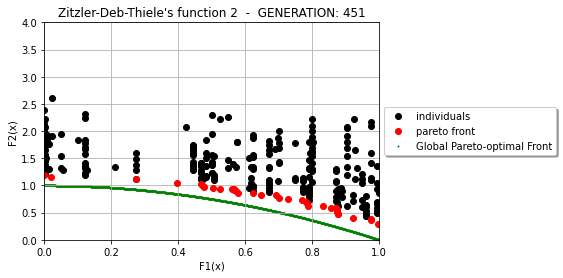 Zitzler-Deb-Thiele's function 2 - GENERATION: 451
4.0
3.5
3.0
2.5
2.0
1.5
1.0
0.5
0.0
F2(x)
0.0 0.2 0.4 0.6 0.8 1.0
F1(x)
individuals
pareto front
Global Pareto-optimal Front